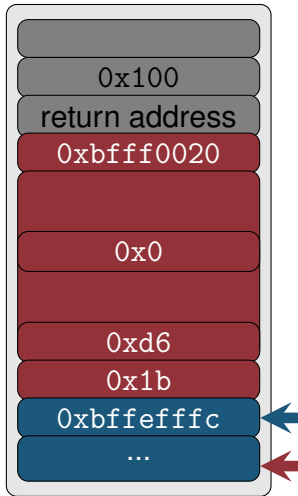 0x100
return address
0xbfff0020
0x0
0xd6
0x1b
0xbffefffc
...